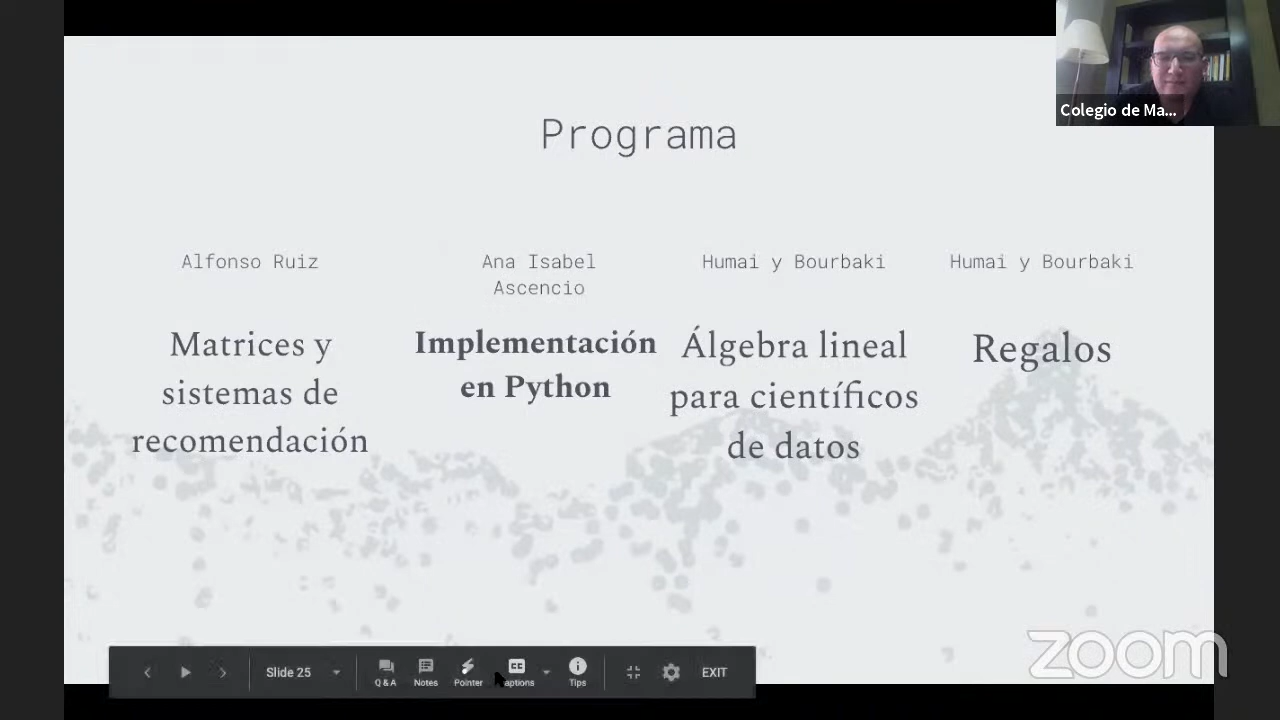 Colegio de Ma...
Programa
Alfonso Ruiz
Matrices y
sistemas de
recomendación
Ana Isabel
Ascencio
Implementación
en Python
Humai y Bourbaki
Álgebra lineal
para científicos
de datos
Humai y Bourbaki
Regalos
Slide 25
Q & A
Notes
Pointer
aptions
Tips
EXIT
zoom